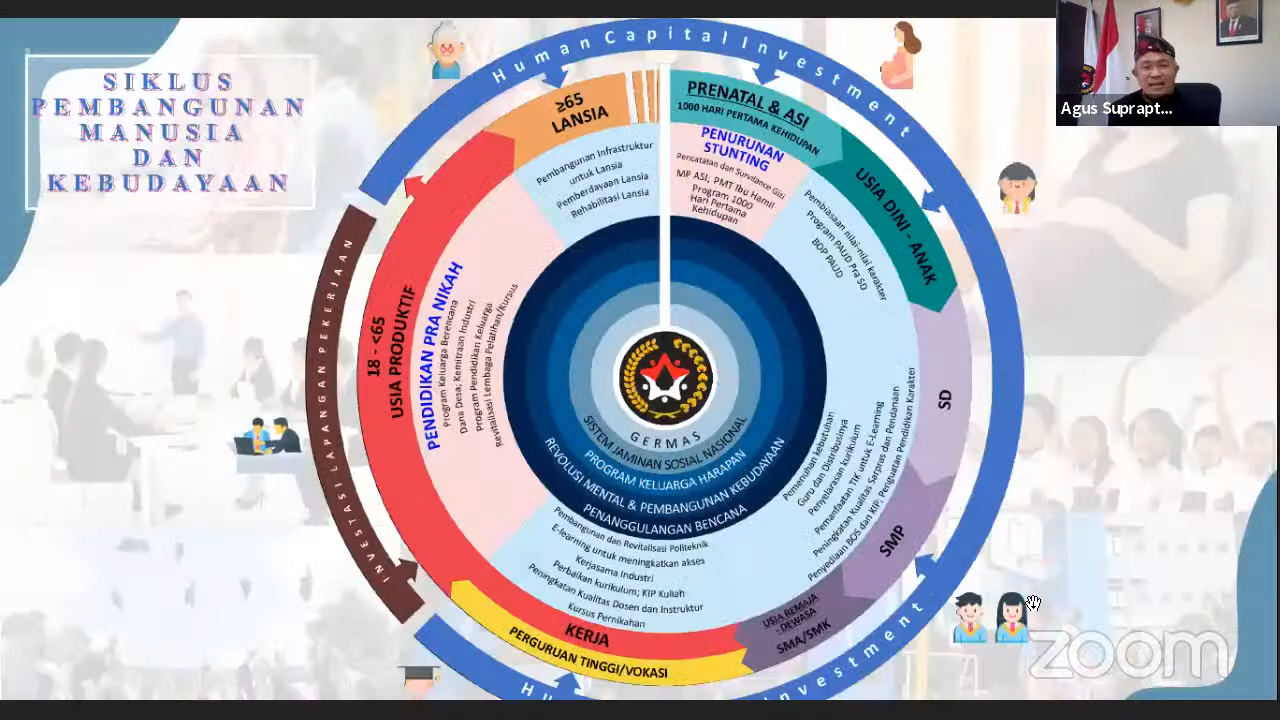 SIKLUS
PEMBANGUNAN
MANUSIA
DAN
KEBUDAYAAN
Human Capital Investment
Agus Suprapt...
≥65
LANSIA
Pembangunan Infrastruktur
untuk Lansia
Pemberdayaan Lansia
Rehabilitasi Lansia
PRENATAL & ASI
1000 HARI PERTAMA KEHIDUPAN
PENURUNAN
STUNTING
Pencatatan dan Survilance Gizi
MP ASI; PMT Ibu Hamil
Program 1000
Hari Pertama
Kehidupan
USIA DINI - ANAK
Pembiasaan nilai-nilai karakter
Program PAUD Pra SD
BOP PAUD
SD
SMP
Pemenuhan kebutuhan
Guru dan Distribusinya
Penyelarasan kurikulum
Pemanfaatan TIK untuk E-Learning
Peningkatan Kualitas Serpras dan Pendanaan
Penyediaan BOS dan KIP; Penguatan Pendidikan Karakter
USIA REMAJA
- DEWASA
SMA/SMK
INVESTASI LAPANGAN PEKERJAAN
18 - <65
USIA PRODUKTIF
PENDIDIKAN PRA NIKAH
Program Keluarga Berencana
Dana Desa; Kemitraan Industri
Program Pendidikan Keluarga
Revitalisasi Lembaga Pelatihan/Kursus
GERMAS
SISTEM JAMINAN SOSIAL NASIONAL
PROGRAM KELUARGA HARAPAN
REVOLUSI MENTAL & PEMBANGUNAN KEBUDAYAAN
PENANGGULANGAN BENCANA
Pembangunan dan Revitalisasi Politeknik
E-learning untuk meningkatkan akses
Kerjasama Industri
Perbaikan kurikulum; KIP Kuliah
Peningkatan Kualitas Dosen dan Instruktur
Kursus Pernikahan
KERJA
PERGURUAN TINGGI/VOKASI
Investment
zoom